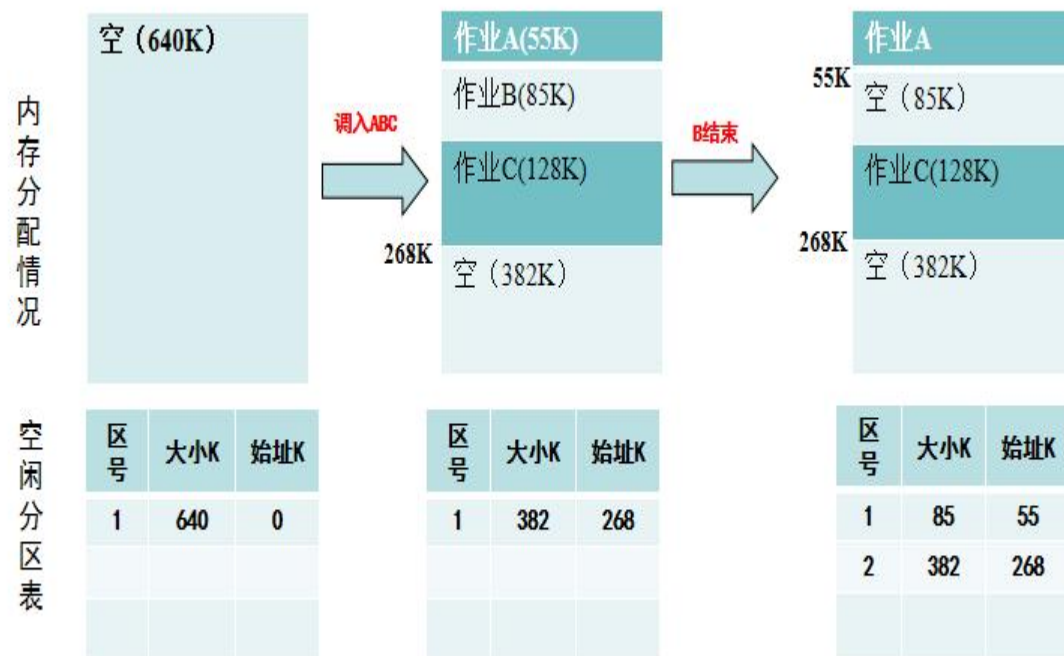 内存分配情况
空（640K）
调入ABC
作业A(55K)
作业B(85K)
作业C(128K)
268K
空（382K）
B结束
作业A
55K
空（85K）
作业C(128K)
268K
空（382K）
空闲分区表
区号 大小K 始址K
1 640 0
区号 大小K 始址K
1 382 268
区号 大小K 始址K
1 85 55
2 382 268